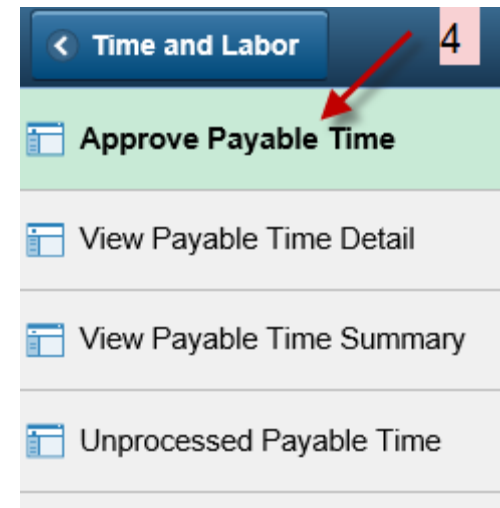 Time and Labor
4
Approve Payable Time
View Payable Time Detail
View Payable Time Summary
Unprocessed Payable Time